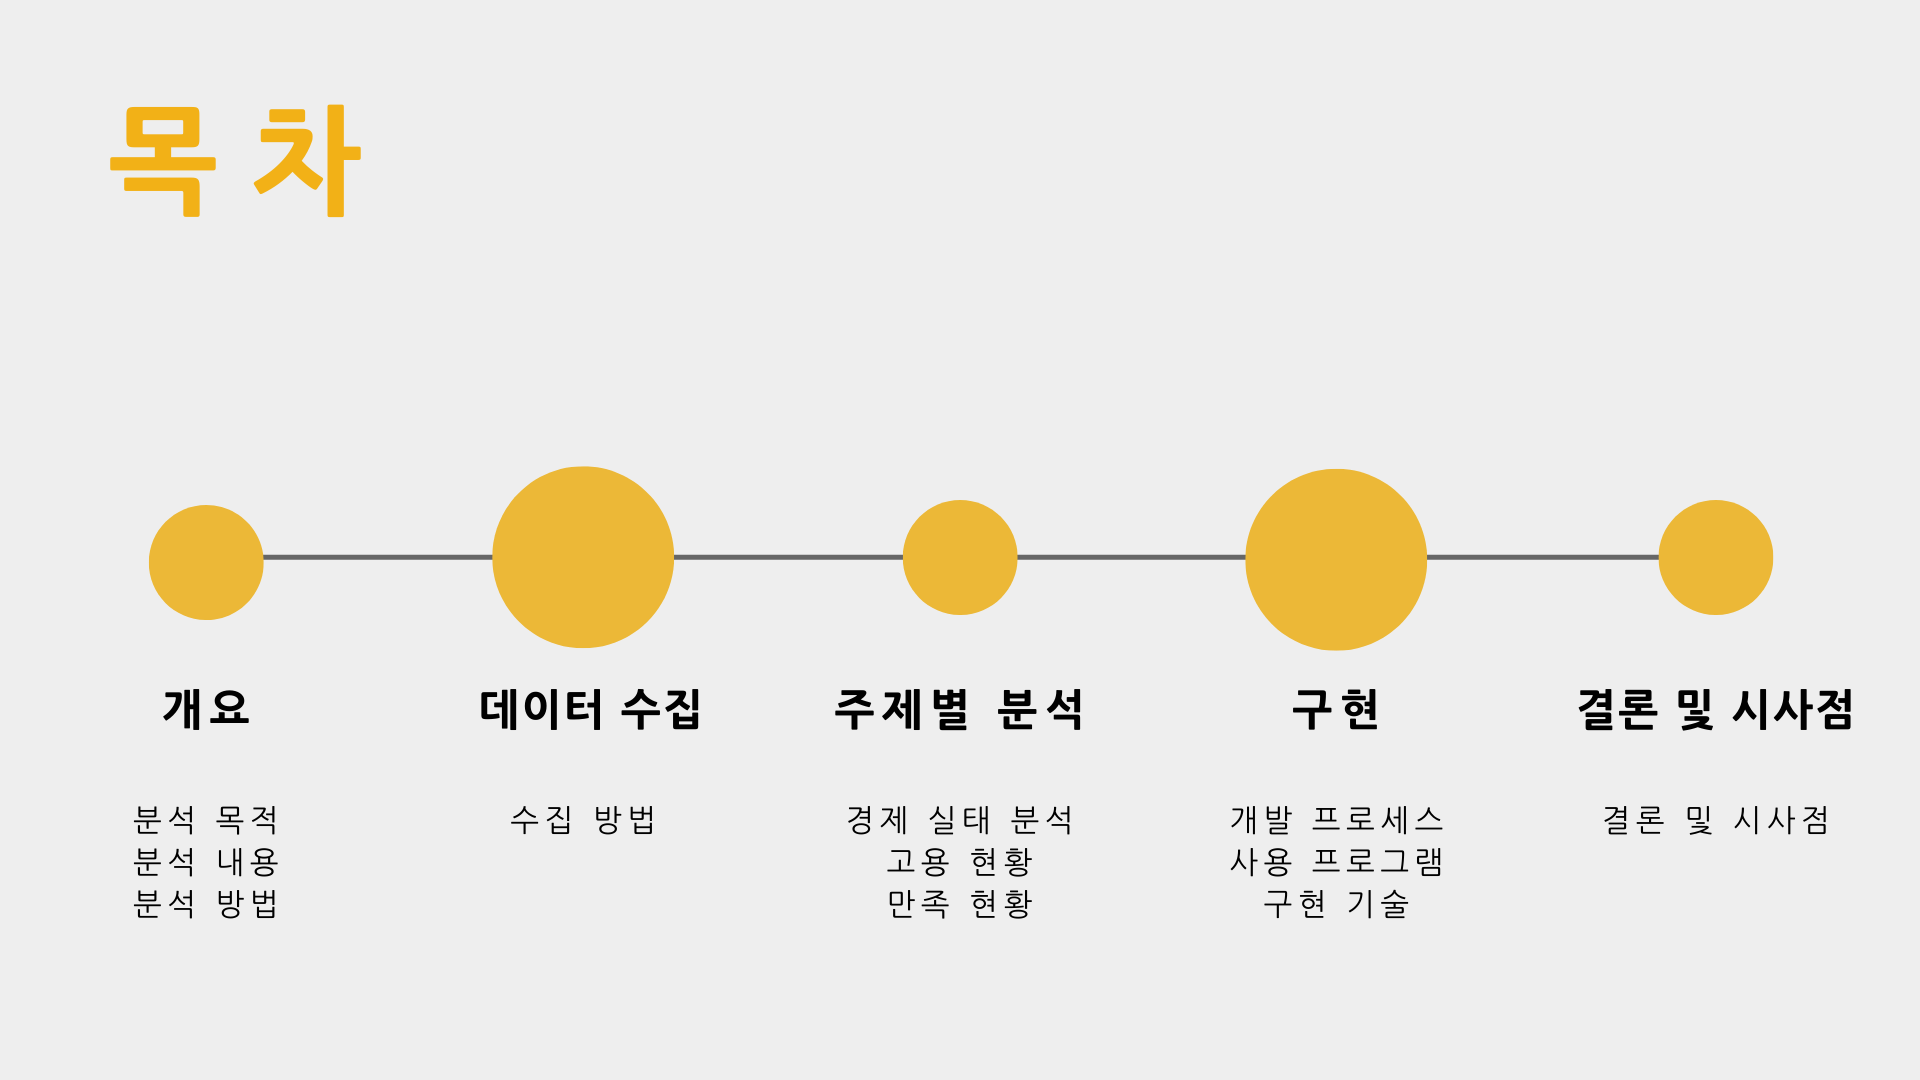 목차
개요
분석 목적
분석 내용
분석 방법
데이터 수집
수집 방법
주제별 분석
경제 실태 분석
고용 현황
만족 현황
구현
개발 프로세스
사용 프로그램
구현 기술
결론 및 시사점
결론 및 시사점